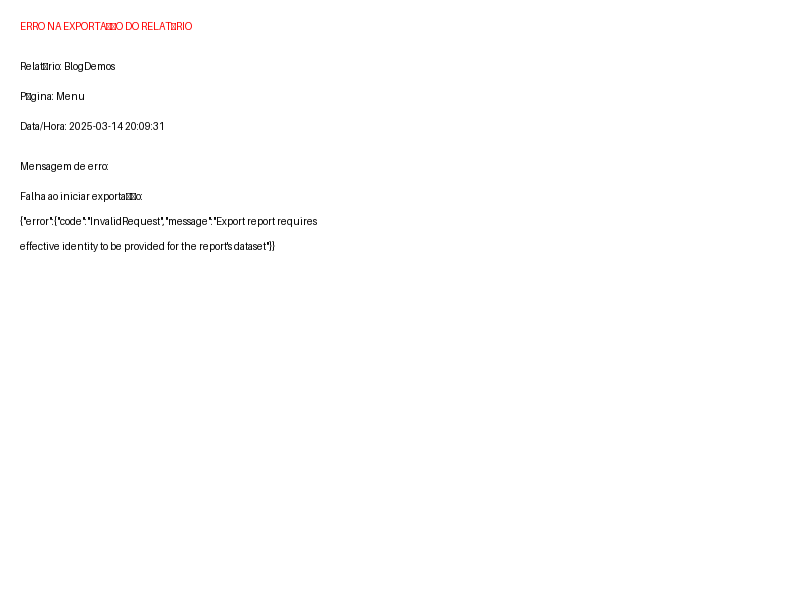 ERRO NA EXPORTA▯▯O DO RELAT▯RIO
Relat▯rio: BlogDemos
P▯gina: Menu
Data/Hora: 2025-03-14 20:09:31
Mensagem de erro:
Falha ao iniciar exporta▯▯o:
{"error":{"code":"InvalidRequest","message":"Export report requires
effective identity to be provided for the report's dataset"}}